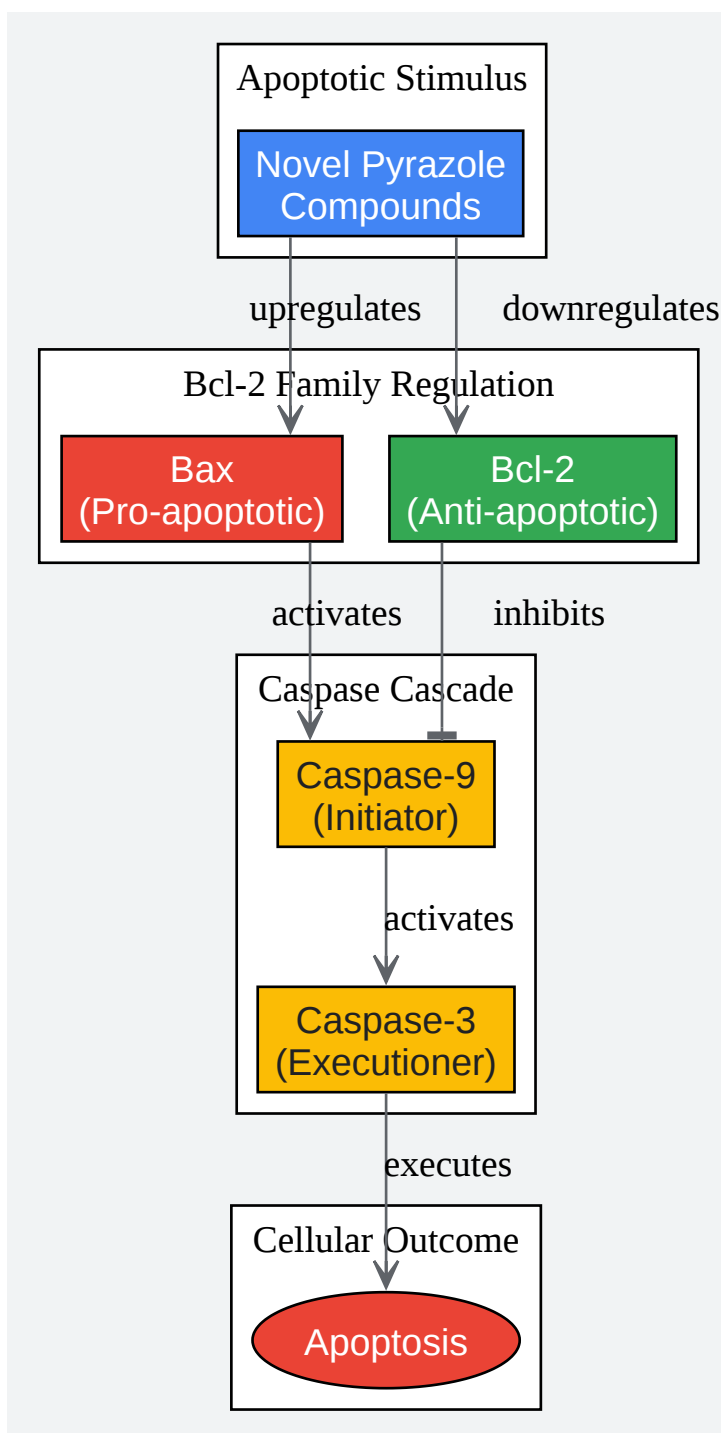 Apoptotic Stimulus
Novel Pyrazole
Compounds
upregulates
downregulates
Bcl-2 Family Regulation
Bax
(Pro-apoptotic)
Bcl-2
(Anti-apoptotic)
activates
inhibits
Caspase Cascade
Caspase-9
(Initiator)
activates
Caspase-3
(Executioner)
executes
Cellular Outcome
Apoptosis